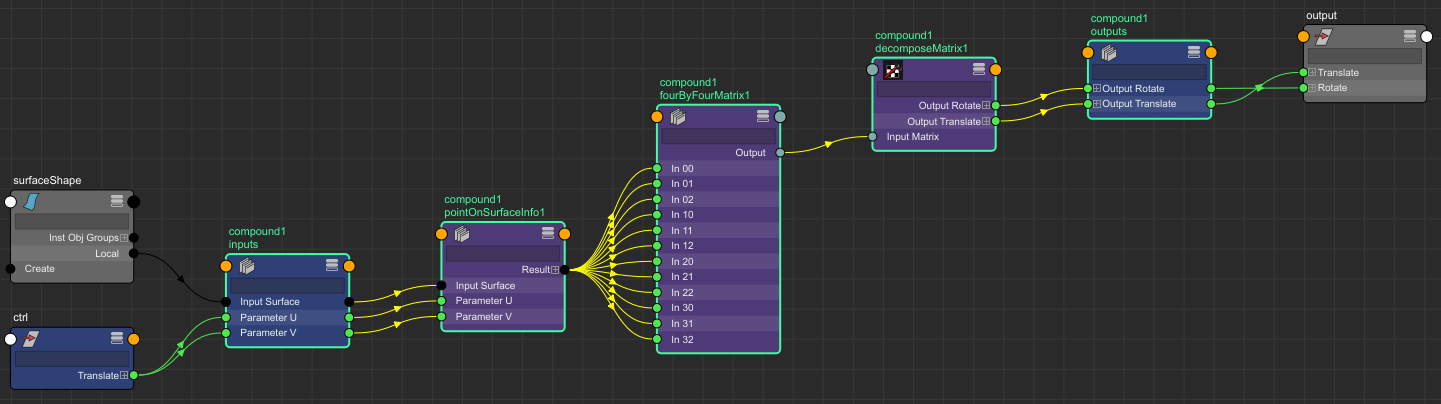 surfaceShape
Inst Obj Groups
Local
Create
ctrl
Translate
compound1
inputs
Input Surface
Parameter U
Parameter V
compound1
pointOnSurfaceInfo1
Result
Input Surface
Parameter U
Parameter V
compound1
fourByFourMatrix1
Output
In 00
In 01
In 02
In 10
In 11
In 12
In 20
In 21
In 22
In 30
In 31
In 32
compound1
decomposeMatrix1
Output Rotate
Output Translate
Input Matrix
compound1
outputs
Output Rotate
Output Translate
output
Translate
Rotate